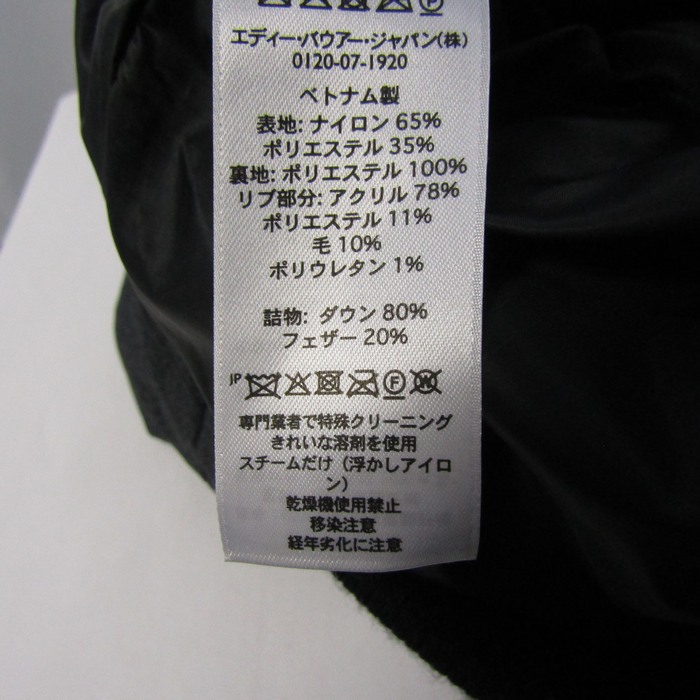 エディー・バウアー・ジャパン(株)
0120-07-1920
ベトナム製
表地: ナイロン 65%
ポリエステル 35%
裏地: ポリエステル 100%
リブ部分: アクリル 78%
ポリエステル 11%
毛 10%
ポリウレタン 1%
詰物: ダウン 80%
フェザー 20%
JP F W
専門業者で特殊クリーニング
きれいな溶剤を使用
スチームだけ (浮かしアイロ
ン)
乾燥機使用禁止
移染注意
経年劣化に注意